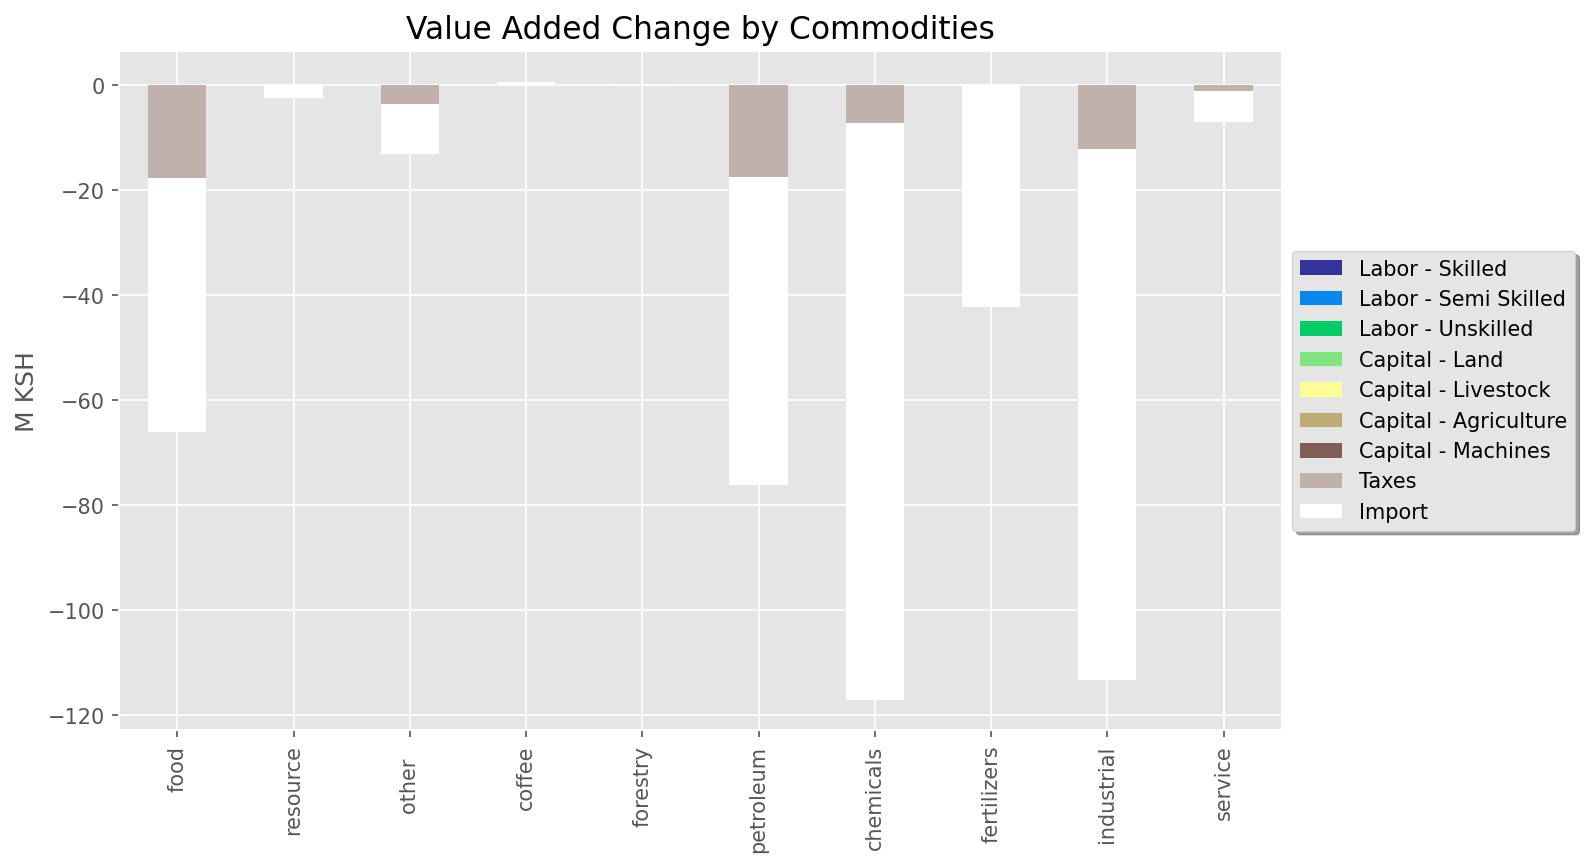 Value Added Change by Commodities
M KSH
0
−20
−40
−60
−80
−100
−120
food
resource
other
coffee
forestry
petroleum
chemicals
fertilizers
industrial
service
Labor - Skilled
Labor - Semi Skilled
Labor - Unskilled
Capital - Land
Capital - Livestock
Capital - Agriculture
Capital - Machines
Taxes
Import